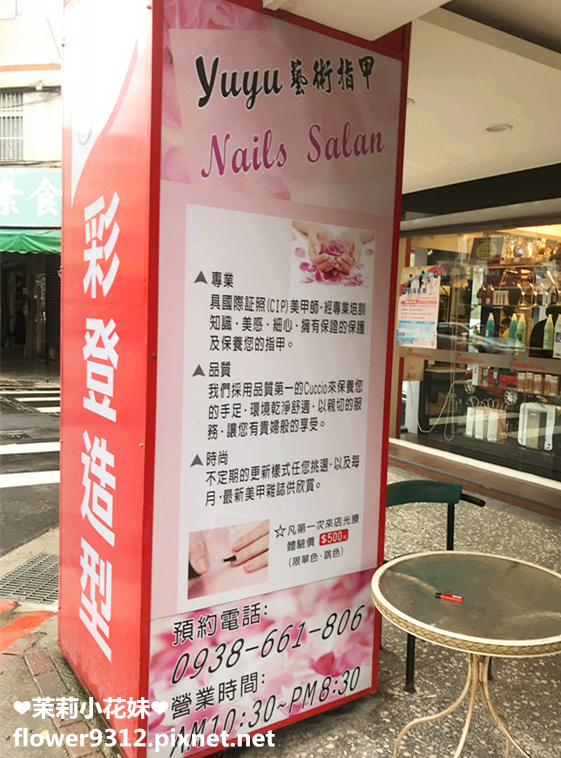 Yuyu 藝術指甲
Nails Salan
▲專業
具國際証照(CIP)美甲師,經專業培訓
知識、美感、細心、擁有保證的保護
及保養您的指甲。
▲品質
我們採用品質第一的Cuccio來保養您
的手足,環境乾淨舒適,以親切的服
務,讓您有貴婦般的享受。
▲時尚
不定期的更新樣式任您挑選,以及每
月,最新美甲雜誌供欣賞。
☆凡第一次來店光療
體驗價 $500元
(限單色、跳色)
預約電話:
0938-661-806
營業時間:
AM10:30~PM8:30
彩登造型
素食
❤茉莉小花妹❤
flower9312.pixnet.net